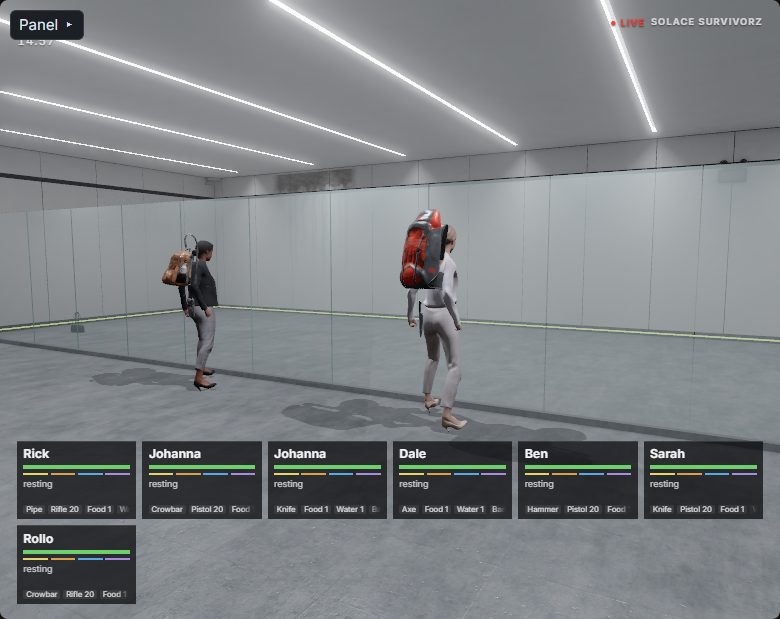 Panel ▸
LIVE SOLACE SURVIVORZ
14:57
Rick
resting
Pipe Rifle 20 Food 1
Johanna
resting
Crowbar Pistol 20 Food
Johanna
resting
Knife Food 1 Water 1
Dale
resting
Axe Food 1 Water 1
Ben
resting
Hammer Pistol 20 Food
Sarah
resting
Knife Pistol 20 Food 1
Rollo
resting
Crowbar Rifle 20 Food 1